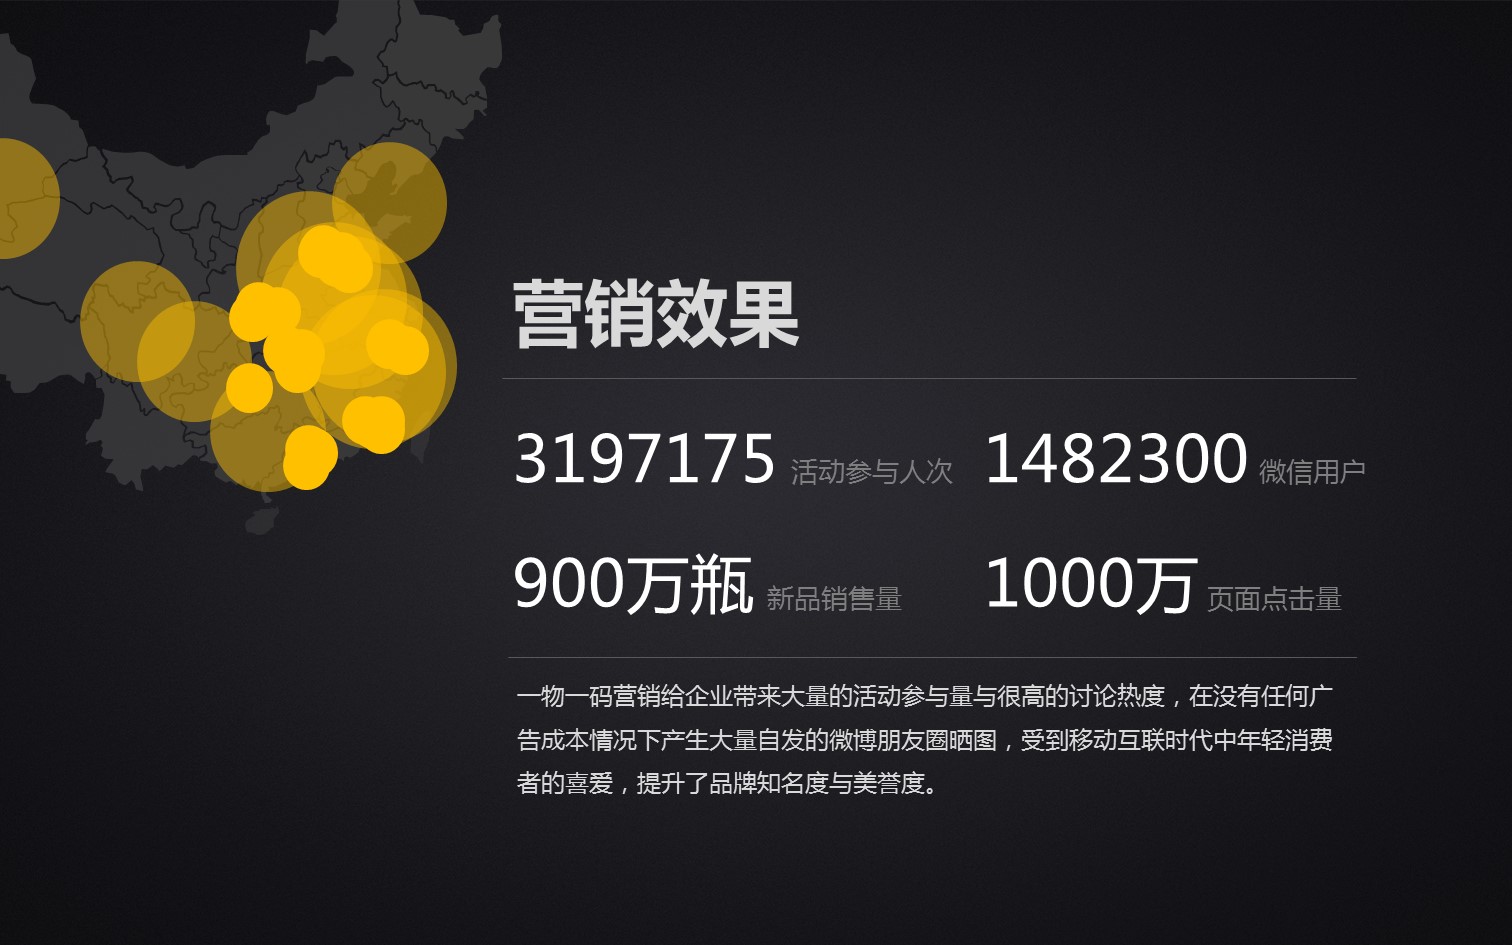 营销效果
3197175 活动参与人次 1482300 微信用户
900万瓶 新品销售量 1000万 页面点击量
一物一码营销给企业带来大量的活动参与量与很高的讨论热度，在没有任何广
告成本情况下产生大量自发的微博朋友圈晒图，受到移动互联时代中年轻消费
者的喜爱，提升了品牌知名度与美誉度。